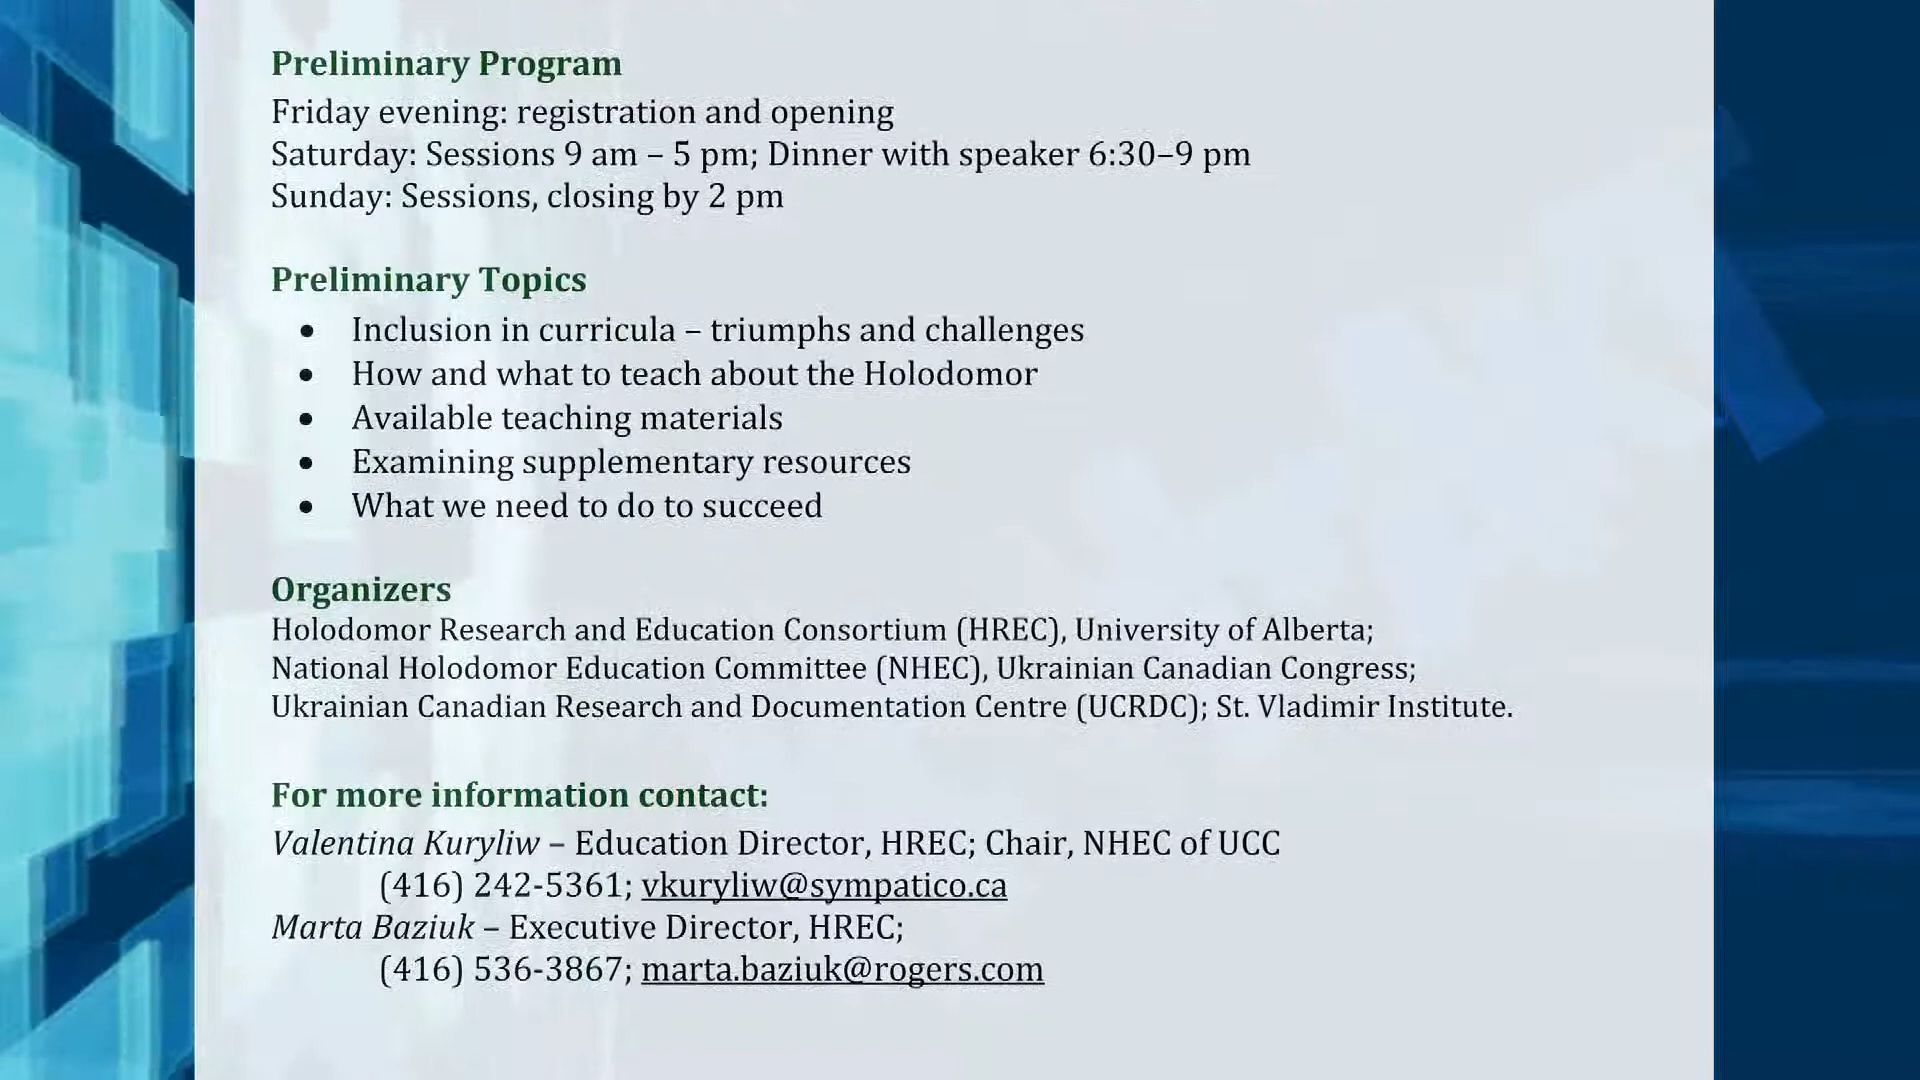 Preliminary Program
Friday evening: registration and opening
Saturday: Sessions 9 am – 5 pm; Dinner with speaker 6:30–9 pm
Sunday: Sessions, closing by 2 pm
Preliminary Topics
• Inclusion in curricula – triumphs and challenges
• How and what to teach about the Holodomor
• Available teaching materials
• Examining supplementary resources
• What we need to do to succeed
Organizers
Holodomor Research and Education Consortium (HREC), University of Alberta;
National Holodomor Education Committee (NHEC), Ukrainian Canadian Congress;
Ukrainian Canadian Research and Documentation Centre (UCRDC); St. Vladimir Institute.
For more information contact:
Valentina Kuryliw – Education Director, HREC; Chair, NHEC of UCC
(416) 242-5361; vkuryliw@sympatico.ca
Marta Baziuk – Executive Director, HREC;
(416) 536-3867; marta.baziuk@rogers.com